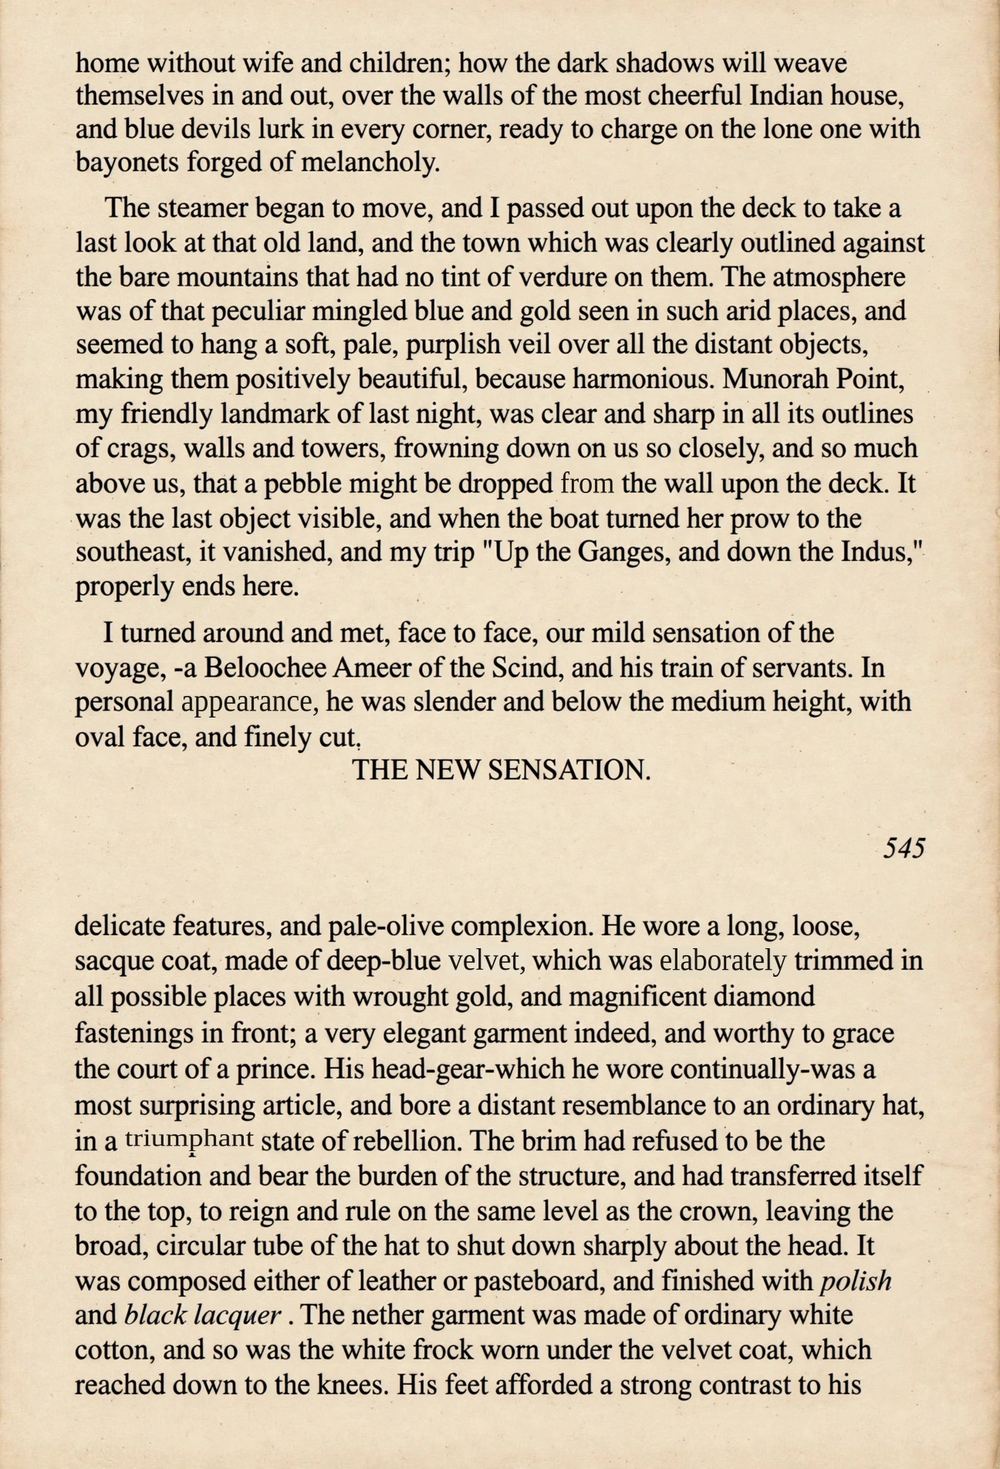 home without wife and children; how the dark shadows will weave
themselves in and out, over the walls of the most cheerful Indian house,
and blue devils lurk in every corner, ready to charge on the lone one with
bayonets forged of melancholy.
The steamer began to move, and I passed out upon the deck to take a
last look at that old land, and the town which was clearly outlined against
the bare mountains that had no tint of verdure on them. The atmosphere
was of that peculiar mingled blue and gold seen in such arid places, and
seemed to hang a soft, pale, purplish veil over all the distant objects,
making them positively beautiful, because harmonious. Munorah Point,
my friendly landmark of last night, was clear and sharp in all its outlines
of crags, walls and towers, frowning down on us so closely, and so much
above us, that a pebble might be dropped from the wall upon the deck. It
was the last object visible, and when the boat turned her prow to the
southeast, it vanished, and my trip "Up the Ganges, and down the Indus,"
properly ends here.
I turned around and met, face to face, our mild sensation of the
voyage, -a Beloochee Ameer of the Scind, and his train of servants. In
personal appearance, he was slender and below the medium height, with
oval face, and finely cut.
THE NEW SENSATION.
545
delicate features, and pale-olive complexion. He wore a long, loose,
sacque coat, made of deep-blue velvet, which was elaborately trimmed in
all possible places with wrought gold, and magnificent diamond
fastenings in front; a very elegant garment indeed, and worthy to grace
the court of a prince. His head-gear-which he wore continually-was a
most surprising article, and bore a distant resemblance to an ordinary hat,
in a triumphant state of rebellion. The brim had refused to be the
foundation and bear the burden of the structure, and had transferred itself
to the top, to reign and rule on the same level as the crown, leaving the
broad, circular tube of the hat to shut down sharply about the head. It
was composed either of leather or pasteboard, and finished with polish
and black lacquer . The nether garment was made of ordinary white
cotton, and so was the white frock worn under the velvet coat, which
reached down to the knees. His feet afforded a strong contrast to his